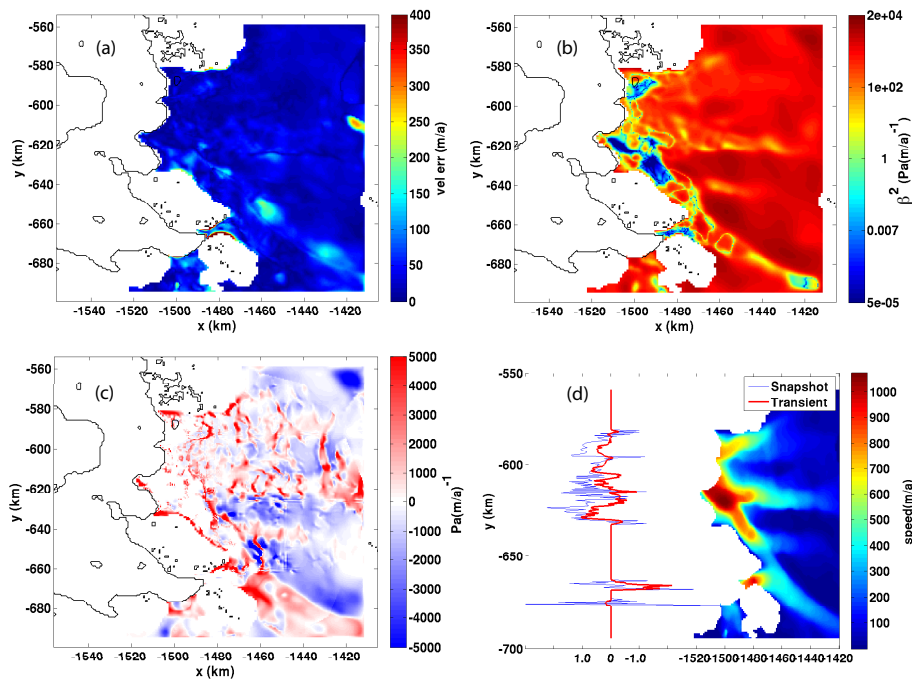 (a)
-560
-580
-600
-620
-640
-660
-680
y (km)
-1540 -1520 -1500 -1480 -1460 -1440 -1420
x (km)
400
350
300
250
200
150
100
50
0
vel err (m/a)
(b)
-560
-580
-600
-620
-640
-660
-680
y (km)
-1540 -1520 -1500 -1480 -1460 -1440 -1420
x (km)
2e+04
1e+02
1
0.007
5e-05
β² (Pa(m/a)⁻¹)
(c)
-560
-580
-600
-620
-640
-660
-680
y (km)
-1540 -1520 -1500 -1480 -1460 -1440 -1420
x (km)
5000
4000
3000
2000
1000
0
-1000
-2000
-3000
-4000
-5000
Pa(m/a)⁻¹
(d)
Snapshot
Transient
-550
-600
-650
-700
y (km)
1.0 0 -1.0 -1520 -1500 -1480 -1460 -1440 -1420
1000
900
800
700
600
500
400
300
200
100
speed(m/a)